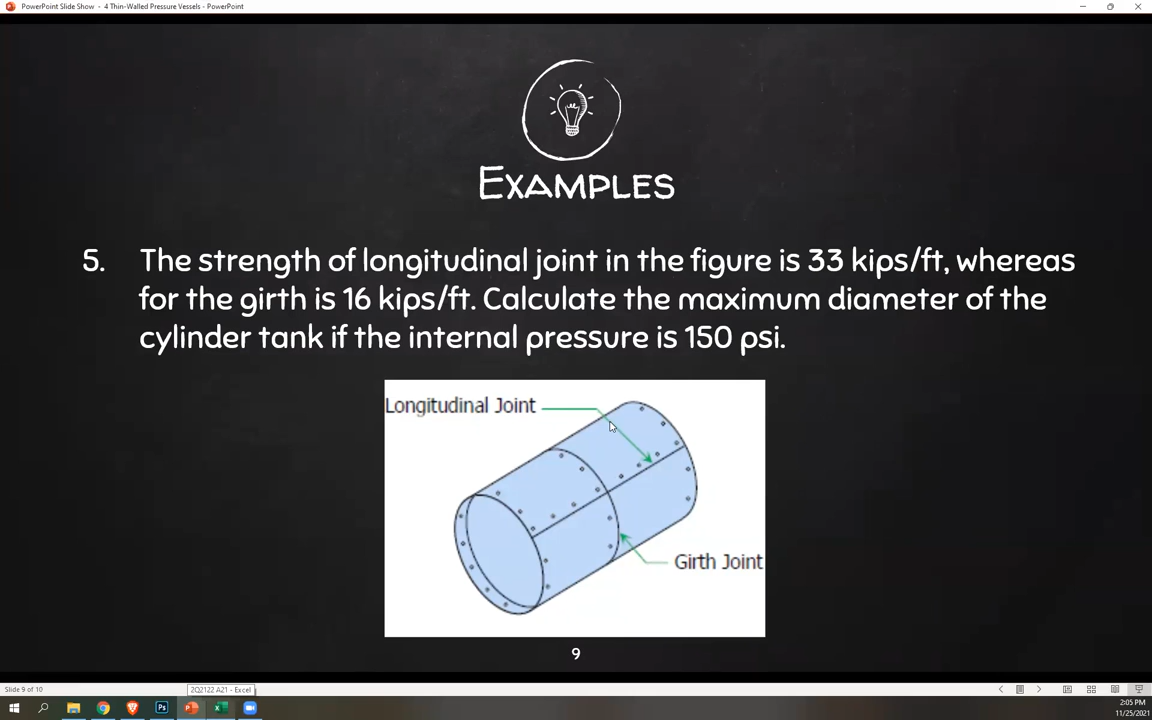 PowerPoint Slide Show - 4 Thin-Walled Pressure Vessels - PowerPoint
EXAMPLES
5. The strength of longitudinal joint in the figure is 33 kips/ft, whereas
for the girth is 16 kips/ft. Calculate the maximum diameter of the
cylinder tank if the internal pressure is 150 psi.
Longitudinal Joint
Girth Joint
9
Slide 9 of 10
2Q2122 A21 - Excel
2:05 PM
11/25/2021